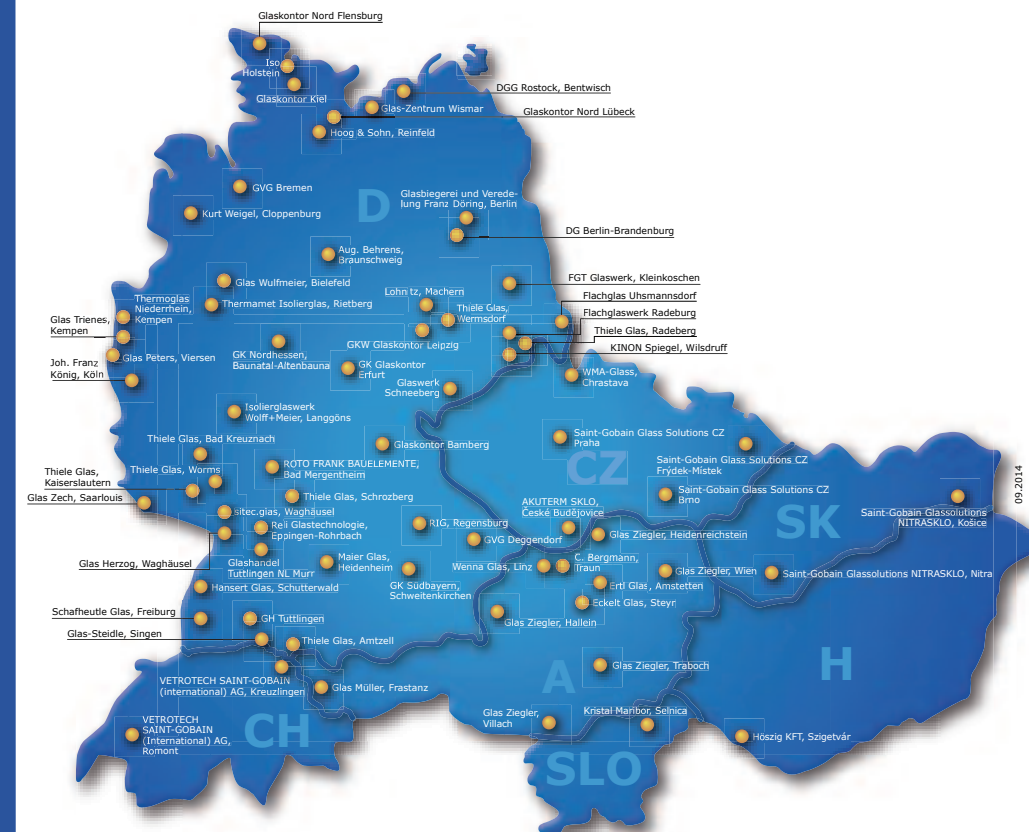 Glaskontor Nord Flensburg
Iso
Holstein
Glaskontor Kiel
DGG Rostock, Bentwisch
Glas-Zentrum Wismar
Glaskontor Nord Lübeck
Hoog & Sohn, Reinfeld
GVG Bremen
D
Glasbiegerei und Verede-
lung Franz Döring, Berlin
Kurt Weigel, Cloppenburg
DG Berlin-Brandenburg
Aug. Behrens,
Braunschweig
FGT Glaswerk, Kleinkoschen
Glas Wulfmeier, Bielefeld
Lohnitz, Machern
Flachglas Uhsmannsdorf
Thermoglas
Niederrhein,
Kempen
Thermamet Isolierglas, Rietberg
Thiele Glas,
Wermsdorf
Flachglaswerk Radeburg
Glas Trienes,
Kempen
Thiele Glas, Radeberg
GKW Glaskontor Leipzig
KINON Spiegel, Wilsdruff
Glas Peters, Viersen
GK Nordhessen,
Baunatal-Altenbauna
GK Glaskontor
Erfurt
Joh. Franz
König, Köln
WMA-Glass,
Chrastava
Glaswerk
Schneeberg
Isolierglaswerk
Wolff+Meier, Langgöns
Thiele Glas, Bad Kreuznach
Glaskontor Bamberg
Saint-Gobain Glass Solutions CZ
Praha
CZ
Saint-Gobain Glass Solutions CZ
Frýdek-Místek
Thiele Glas, Worms
ROTO FRANK BAUELEMENTE,
Bad Mergentheim
Thiele Glas,
Kaiserslautern
Glas Zech, Saarlouis
Thiele Glas, Schrozberg
Saint-Gobain Glass Solutions CZ
Brno
09.2014
AKUTERM SKLO,
České Budějovice
SK
Saint-Gobain Glassolutions
NITRASKLO, Košice
sitec.glas, Waghäusel
Reli Glastechnologie,
Eppingen-Rohrbach
RIG, Regensburg
GVG Deggendorf
Glas Ziegler, Heidenreichstein
Glas Herzog, Waghäusel
Glashandel
Tuttlingen NL Murr
Maier Glas,
Heidenheim
Wenna Glas, Linz
C. Bergmann,
Traun
Glas Ziegler, Wien
Saint-Gobain Glassolutions NITRASKLO, Nitra
Hansert Glas, Schutterwald
GK Südbayern,
Schweitenkirchen
Ertl Glas, Amstetten
Eckelt Glas, Steyr
Schafheutle Glas, Freiburg
GH Tuttlingen
Glas Ziegler, Hallein
Glas-Steidle, Singen
Thiele Glas, Amtzell
H
Glas Ziegler, Traboch
A
VETROTECH SAINT-GOBAIN
(international) AG, Kreuzlingen
Glas Müller, Frastanz
VETROTECH
SAINT-GOBAIN
(International) AG,
Romont
CH
Glas Ziegler,
Villach
Kristal Maribor, Selnica
Höszig KFT, Szigetvár
SLO